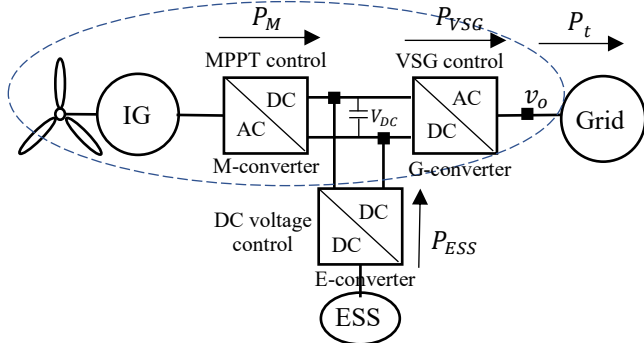 P_M
P_VSG
P_t
MPPT control
VSG control
IG
DC
AC
V_DC
AC
DC
v_o
Grid
M-converter
G-converter
DC voltage
control
DC
DC
P_ESS
E-converter
ESS